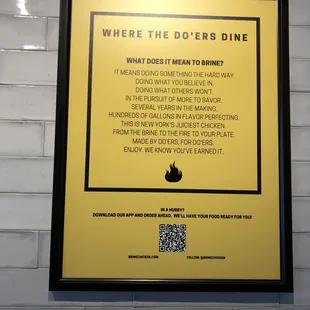 WHERE THE DO'ERS DINE
WHAT DOES IT MEAN TO BRINE?
IT MEANS DOING SOMETHING THE HARD WAY.
DOING WHAT YOU BELIEVE IN.
DOING WHAT OTHERS WON'T.
IN THE PURSUIT OF MORE TO SAVOR.
SEVERAL YEARS IN THE MAKING.
HUNDREDS OF GALLONS IN FLAVOR PERFECTING.
THIS IS NEW YORK'S JUICIEST CHICKEN.
FROM THE BRINE TO THE FIRE TO YOUR PLATE.
MADE BY DO'ERS, FOR DO'ERS.
ENJOY. WE KNOW YOU'VE EARNED IT.
IN A HURRY?
DOWNLOAD OUR APP AND ORDER AHEAD. WE'LL HAVE YOUR FOOD READY FOR YOU!
BRINECHICKEN.COM
FOLLOW: @BRINECHICKEN